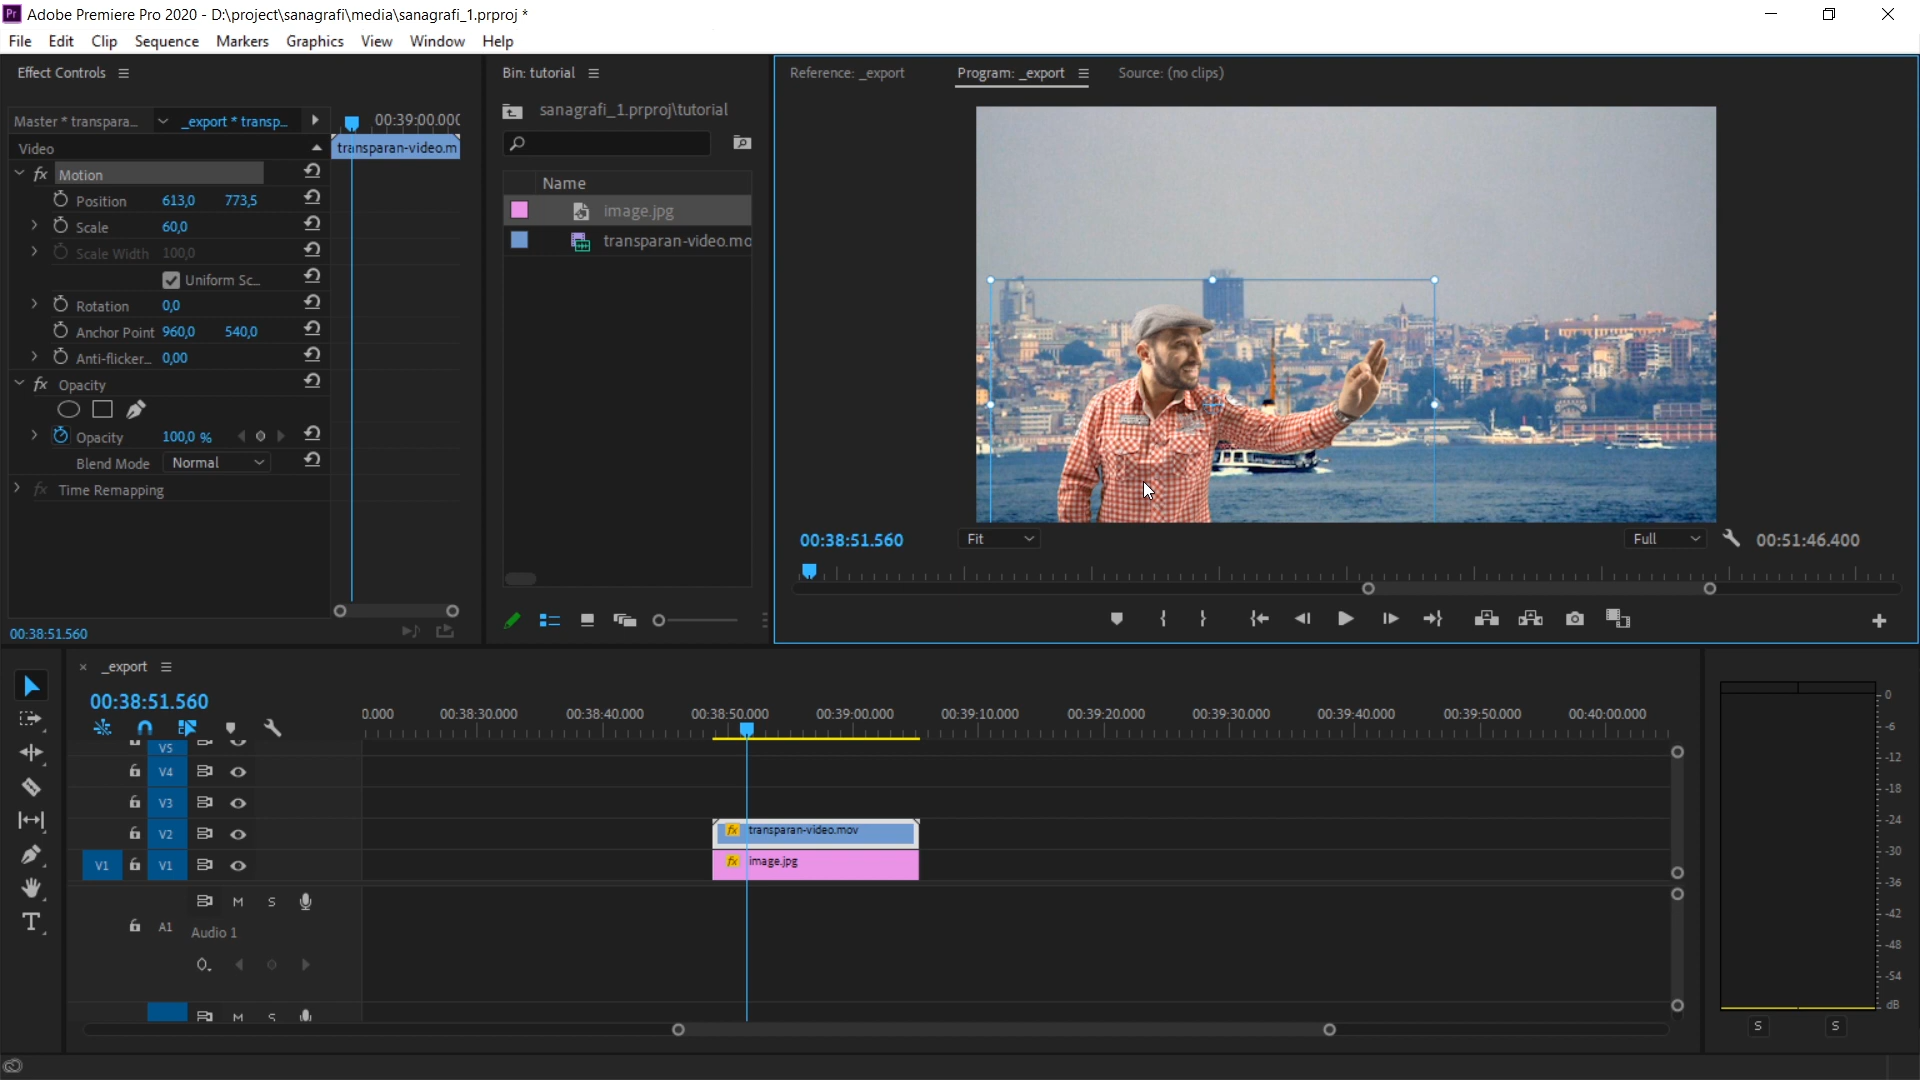 Pr Adobe Premiere Pro 2020 - D:\project\sanagrafi\media\sanagrafi_1.prproj *
File Edit Clip Sequence Markers Graphics View Window Help
Effect Controls
Master * transpara... _export * transp...
00:39:00.000
Video
transparan-video.m
fx Motion
Position 613,0 773,5
Scale 60,0
Scale Width 100,0
Uniform Sc...
Rotation 0,0
Anchor Point 960,0 540,0
Anti-flicker... 0,00
fx Opacity
Opacity 100,0 %
Blend Mode Normal
fx Time Remapping
00:38:51.560
Bin: tutorial
sanagrafi_1.prproj\tutorial
Name
image.jpg
transparan-video.mo
Reference: _export Program: _export Source: (no clips)
00:38:51.560 Fit Full 00:51:46.400
_export
00:38:51.560
0.000 00:38:30.000 00:38:40.000 00:38:50.000 00:39:00.000 00:39:10.000 00:39:20.000 00:39:30.000 00:39:40.000 00:39:50.000 00:40:00.000
V5
V4
V3
V2 fx transparan-video.mov
V1 V1 fx image.jpg
M S
A1 Audio 1
M S
0
-6
-12
-18
-24
-30
-36
-42
-48
-54
dB
S S